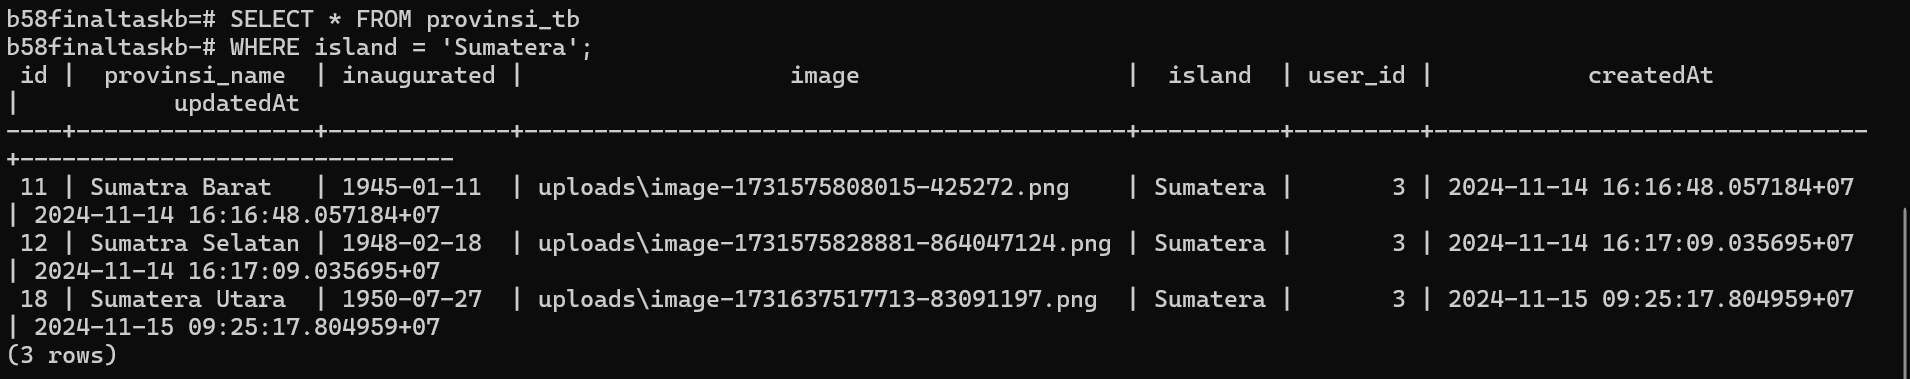 b58finaltaskb=# SELECT * FROM provinsi_tb
b58finaltaskb-# WHERE island = 'Sumatera';
 id |  provinsi_name  | inaugurated |                   image                   |  island  | user_id |           createdAt           
|           updatedAt
----+-----------------+-------------+-------------------------------------------+----------+---------+-------------------------------
+-------------------------------
 11 | Sumatra Barat   | 1945-01-11  | uploads\image-1731575808015-425272.png    | Sumatera |       3 | 2024-11-14 16:16:48.057184+07 
| 2024-11-14 16:16:48.057184+07
 12 | Sumatra Selatan | 1948-02-18  | uploads\image-1731575828881-864047124.png | Sumatera |       3 | 2024-11-14 16:17:09.035695+07 
| 2024-11-14 16:17:09.035695+07
 18 | Sumatera Utara  | 1950-07-27  | uploads\image-1731637517713-83091197.png  | Sumatera |       3 | 2024-11-15 09:25:17.804959+07 
| 2024-11-15 09:25:17.804959+07
(3 rows)